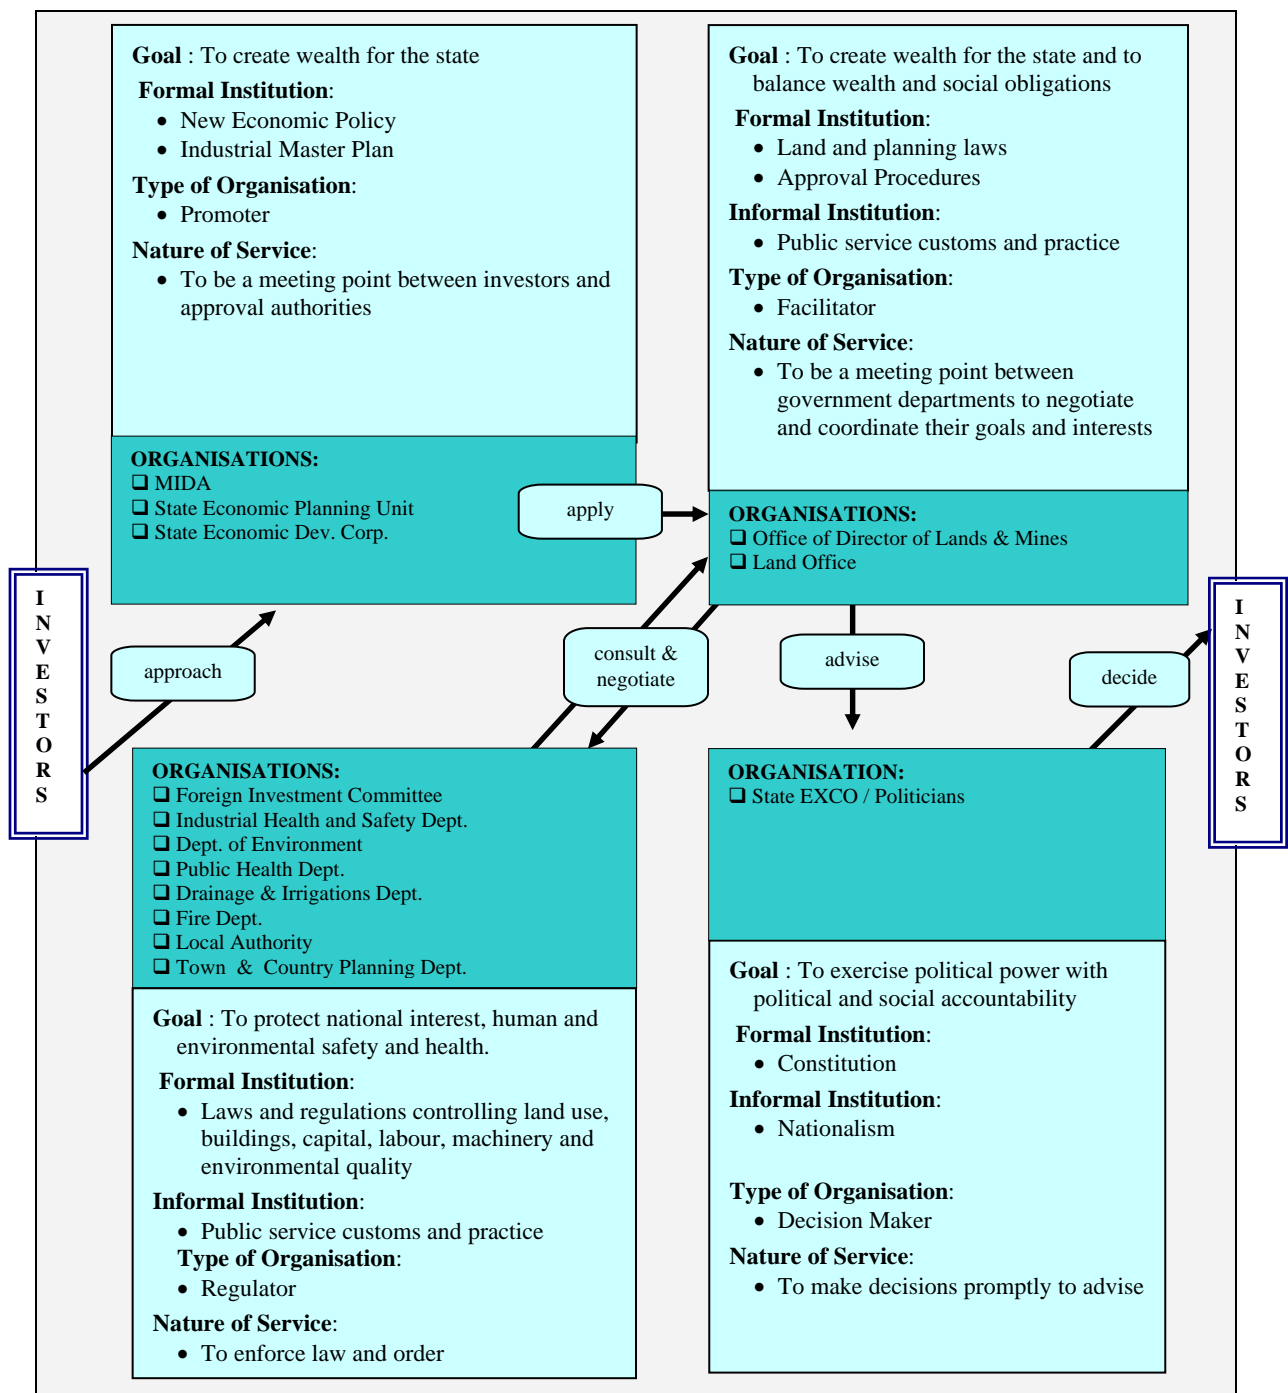 Goal : To create wealth for the state
Formal Institution:
• New Economic Policy
• Industrial Master Plan
Type of Organisation:
• Promoter
Nature of Service:
• To be a meeting point between investors and
approval authorities
ORGANISATIONS:
❑ MIDA
❑ State Economic Planning Unit
❑ State Economic Dev. Corp.
apply
Goal : To create wealth for the state and to
balance wealth and social obligations
Formal Institution:
• Land and planning laws
• Approval Procedures
Informal Institution:
• Public service customs and practice
Type of Organisation:
• Facilitator
Nature of Service:
• To be a meeting point between
government departments to negotiate
and coordinate their goals and interests
ORGANISATIONS:
❑ Office of Director of Lands & Mines
❑ Land Office
I
N
V
E
S
T
O
R
S
approach
consult &
negotiate
advise
decide
I
N
V
E
S
T
O
R
S
ORGANISATIONS:
❑ Foreign Investment Committee
❑ Industrial Health and Safety Dept.
❑ Dept. of Environment
❑ Public Health Dept.
❑ Drainage & Irrigations Dept.
❑ Fire Dept.
❑ Local Authority
❑ Town & Country Planning Dept.
Goal : To protect national interest, human and
environmental safety and health.
Formal Institution:
• Laws and regulations controlling land use,
buildings, capital, labour, machinery and
environmental quality
Informal Institution:
• Public service customs and practice
Type of Organisation:
• Regulator
Nature of Service:
• To enforce law and order
ORGANISATION:
❑ State EXCO / Politicians
Goal : To exercise political power with
political and social accountability
Formal Institution:
• Constitution
Informal Institution:
• Nationalism
Type of Organisation:
• Decision Maker
Nature of Service:
• To make decisions promptly to advise